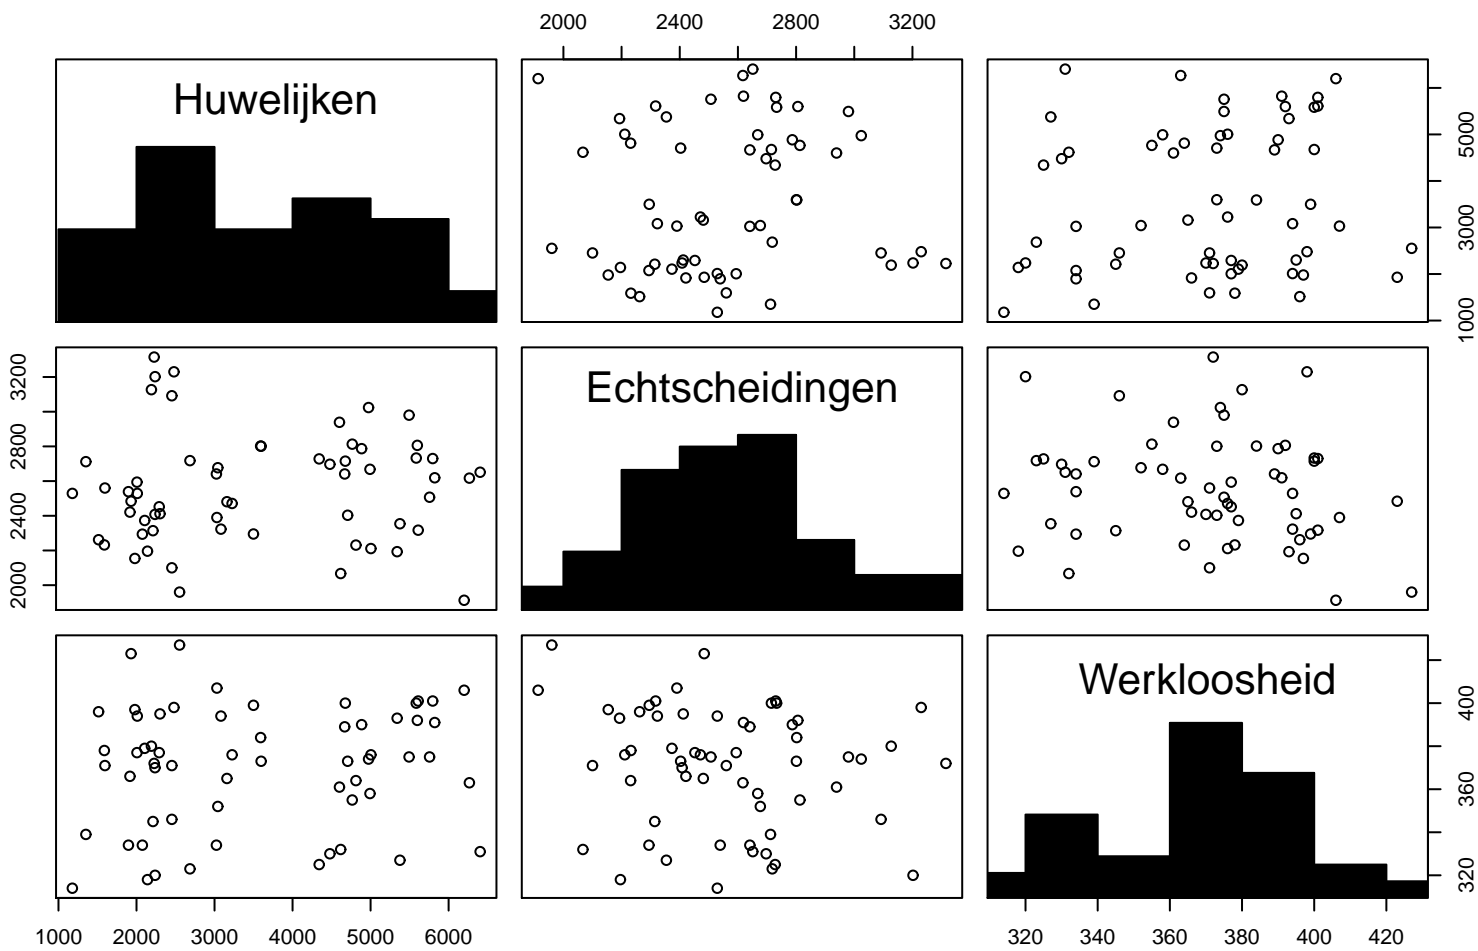 2000 2400 2800 3200
Huwelijken
1000 3000 5000
2000 2400 2800 3200
Echtscheidingen
Werkloosheid
320 360 400
1000 2000 3000 4000 5000 6000
320 340 360 380 400 420